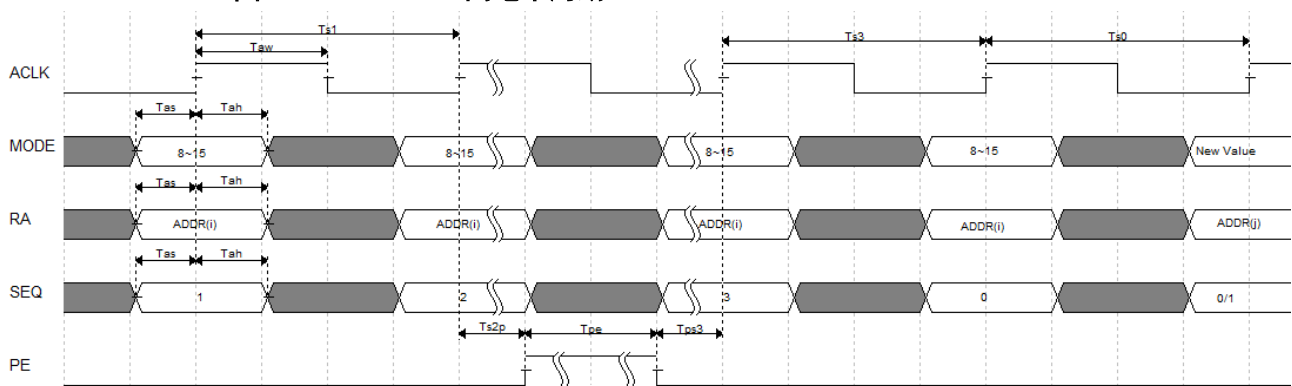 Ts1 Ts3 Ts0
Taw
ACLK
Tas Tah
MODE 8~15 8~15 8~15 8~15 New Value
Tas Tah
RA ADDR(i) ADDR(i) ADDR(i) ADDR(i) ADDR(j)
Tas Tah
SEQ 1 2 3 0 0/1
Ts2p Tpe Tps3
PE